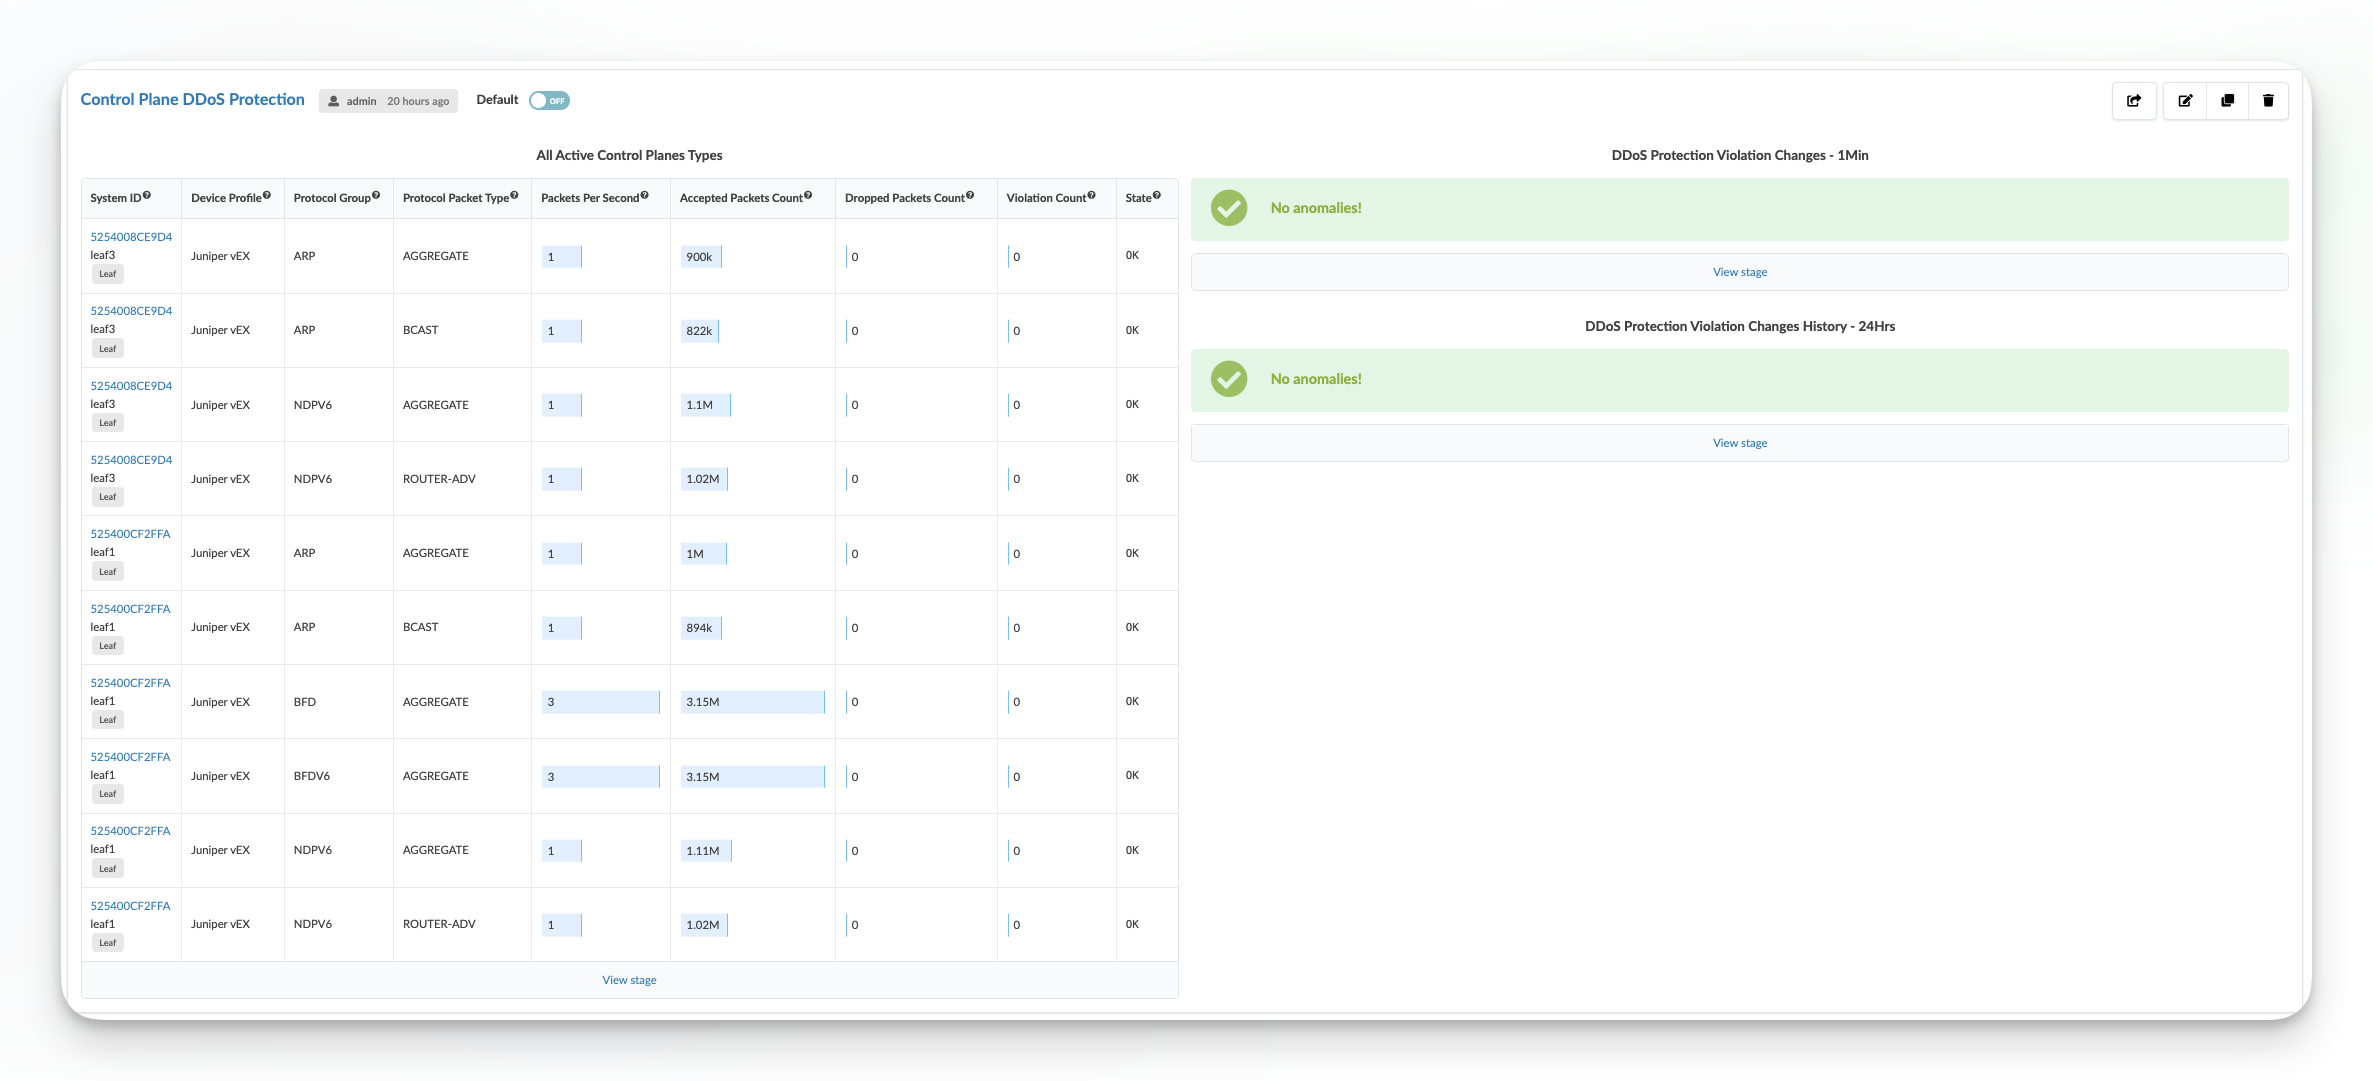 Control Plane DDoS Protection admin 20 hours ago Default OFF
All Active Control Planes Types
System ID Device Profile Protocol Group Protocol Packet Type Packets Per Second Accepted Packets Count Dropped Packets Count Violation Count State
5254008CE9D4
leaf3 Juniper vEX ARP AGGREGATE 1 900k 0 0 OK
Leaf
5254008CE9D4
leaf3 Juniper vEX ARP BCAST 1 822k 0 0 OK
Leaf
5254008CE9D4
leaf3 Juniper vEX NDPV6 AGGREGATE 1 1.1M 0 0 OK
Leaf
5254008CE9D4
leaf3 Juniper vEX NDPV6 ROUTER-ADV 1 1.02M 0 0 OK
Leaf
525400CF2FFA
leaf1 Juniper vEX ARP AGGREGATE 1 1M 0 0 OK
Leaf
525400CF2FFA
leaf1 Juniper vEX ARP BCAST 1 894k 0 0 OK
Leaf
525400CF2FFA
leaf1 Juniper vEX BFD AGGREGATE 3 3.15M 0 0 OK
Leaf
525400CF2FFA
leaf1 Juniper vEX BFDV6 AGGREGATE 3 3.15M 0 0 OK
Leaf
525400CF2FFA
leaf1 Juniper vEX NDPV6 AGGREGATE 1 1.11M 0 0 OK
Leaf
525400CF2FFA
leaf1 Juniper vEX NDPV6 ROUTER-ADV 1 1.02M 0 0 OK
Leaf
View stage
DDoS Protection Violation Changes - 1Min
No anomalies!
View stage
DDoS Protection Violation Changes History - 24Hrs
No anomalies!
View stage